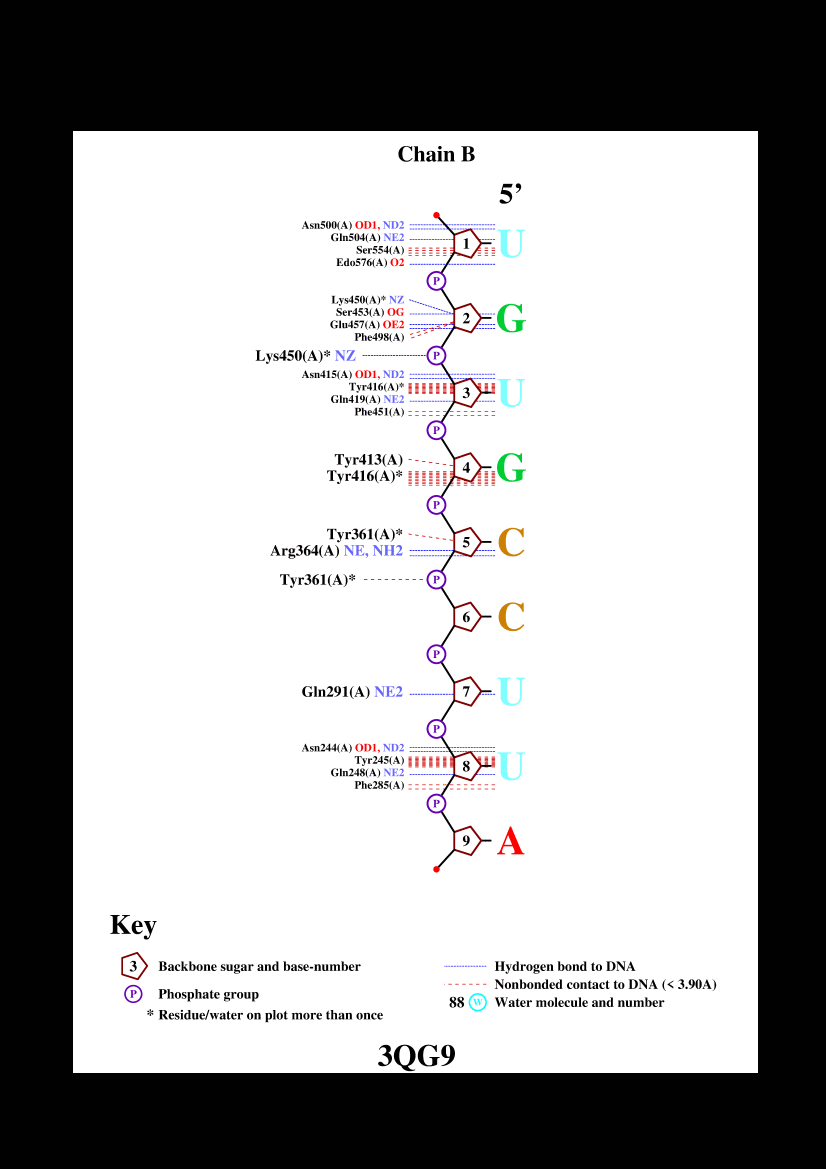 Chain B
5’
Asn500(A) OD1, ND2
Gln504(A) NE2
1 U
Ser554(A)
Edo576(A) O2
P
Lys450(A)* NZ
Ser453(A) OG
2 G
Glu457(A) OE2
Phe498(A)
Lys450(A)* NZ P
Asn415(A) OD1, ND2
Tyr416(A)*
3 U
Gln419(A) NE2
Phe451(A)
P
Tyr413(A)
4 G
Tyr416(A)*
P
Tyr361(A)*
5 C
Arg364(A) NE, NH2
Tyr361(A)* P
6 C
P
Gln291(A) NE2 7 U
P
Asn244(A) OD1, ND2
Tyr245(A)
8 U
Gln248(A) NE2
Phe285(A)
P
9 A
Key
3 Backbone sugar and base-number
P Phosphate group
* Residue/water on plot more than once
Hydrogen bond to DNA
Nonbonded contact to DNA (< 3.90A)
88 W Water molecule and number
3QG9